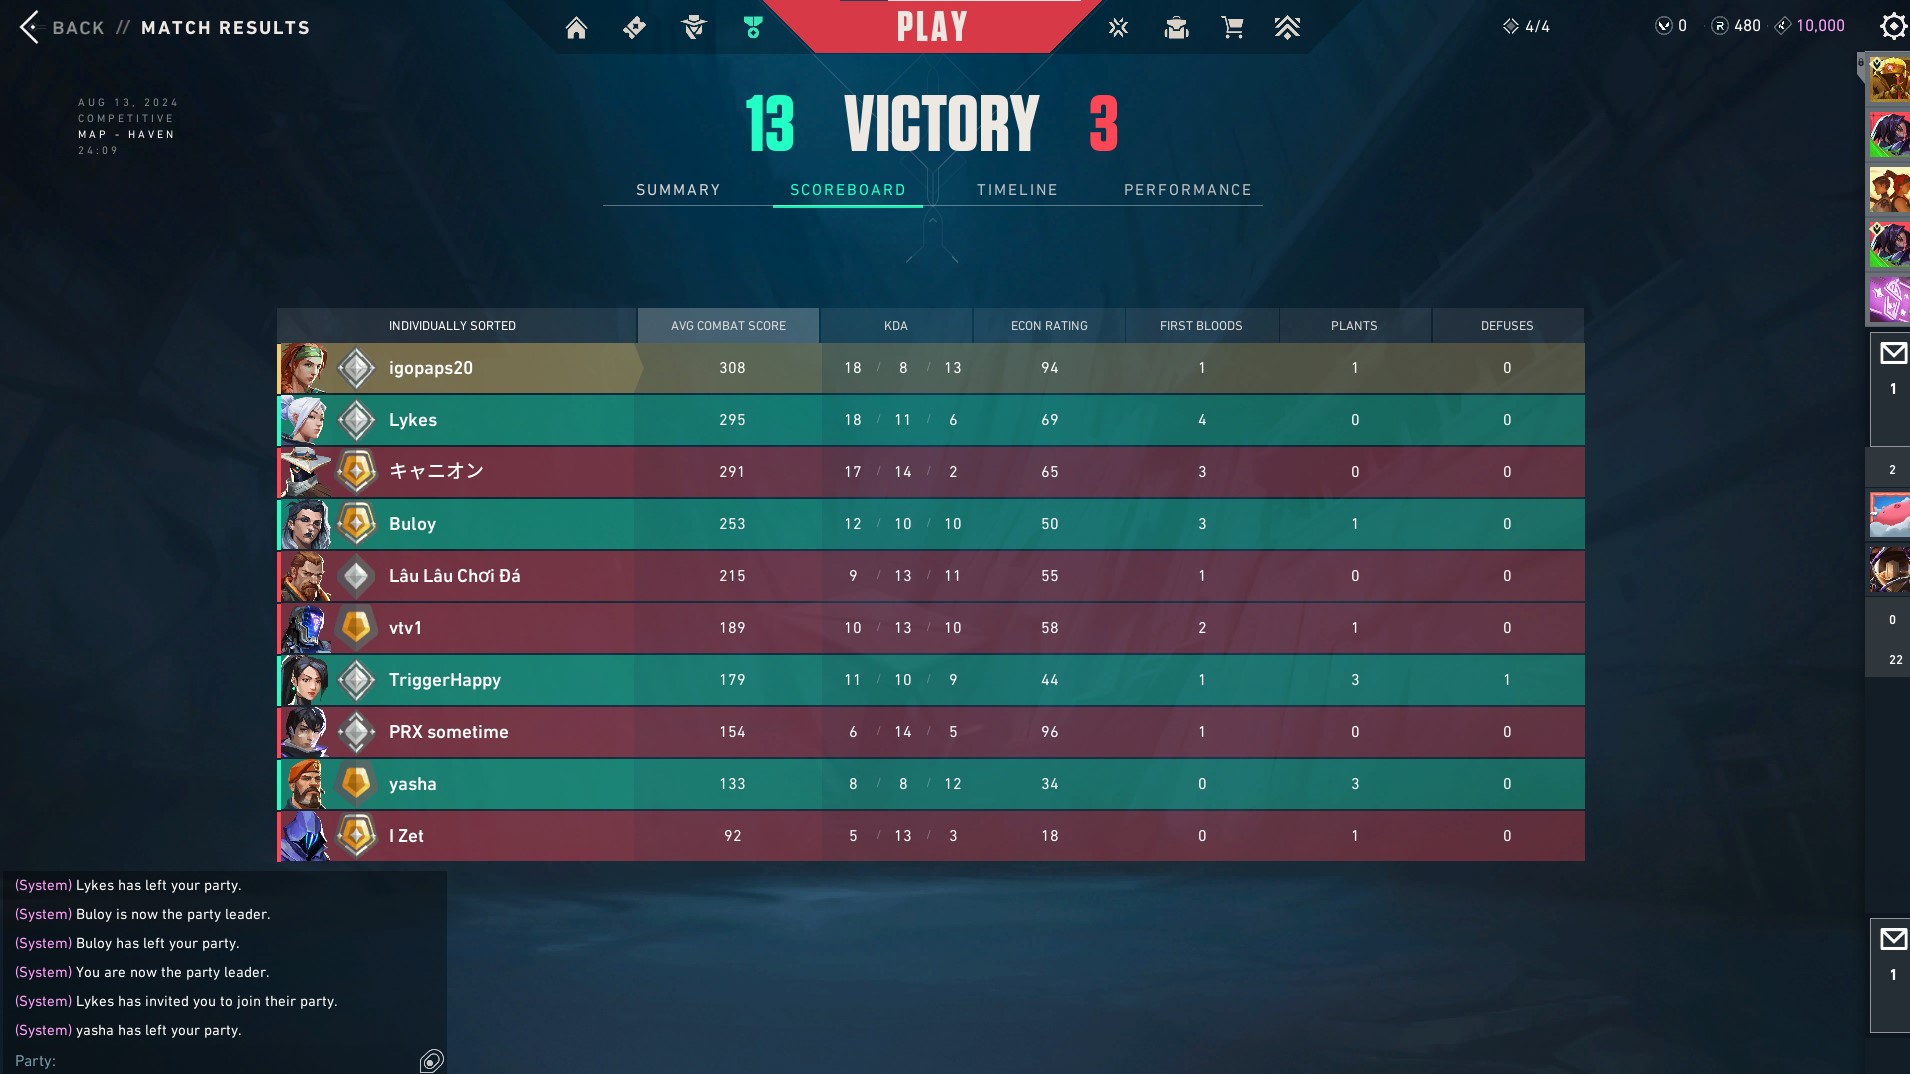 BACK // MATCH RESULTS
PLAY
4/4
0
480
10,000
AUG 13, 2024
COMPETITIVE
MAP - HAVEN
24:09
13 VICTORY 3
SUMMARY SCOREBOARD TIMELINE PERFORMANCE
INDIVIDUALLY SORTED AVG COMBAT SCORE KDA ECON RATING FIRST BLOODS PLANTS DEFUSES
igopaps20 308 18 / 8 / 13 94 1 1 0
Lykes 295 18 / 11 / 6 69 4 0 0
キャニオン 291 17 / 14 / 2 65 3 0 0
Buloy 253 12 / 10 / 10 50 3 1 0
Lâu Lâu Chơi Đá 215 9 / 13 / 11 55 1 0 0
vtv1 189 10 / 13 / 10 58 2 1 0
TriggerHappy 179 11 / 10 / 9 44 1 3 1
PRX sometime 154 6 / 14 / 5 96 1 0 0
yasha 133 8 / 8 / 12 34 0 3 0
I Zet 92 5 / 13 / 3 18 0 1 0
(System) Lykes has left your party.
(System) Buloy is now the party leader.
(System) Buloy has left your party.
(System) You are now the party leader.
(System) Lykes has invited you to join their party.
(System) yasha has left your party.
Party:
1
2
0
22
1